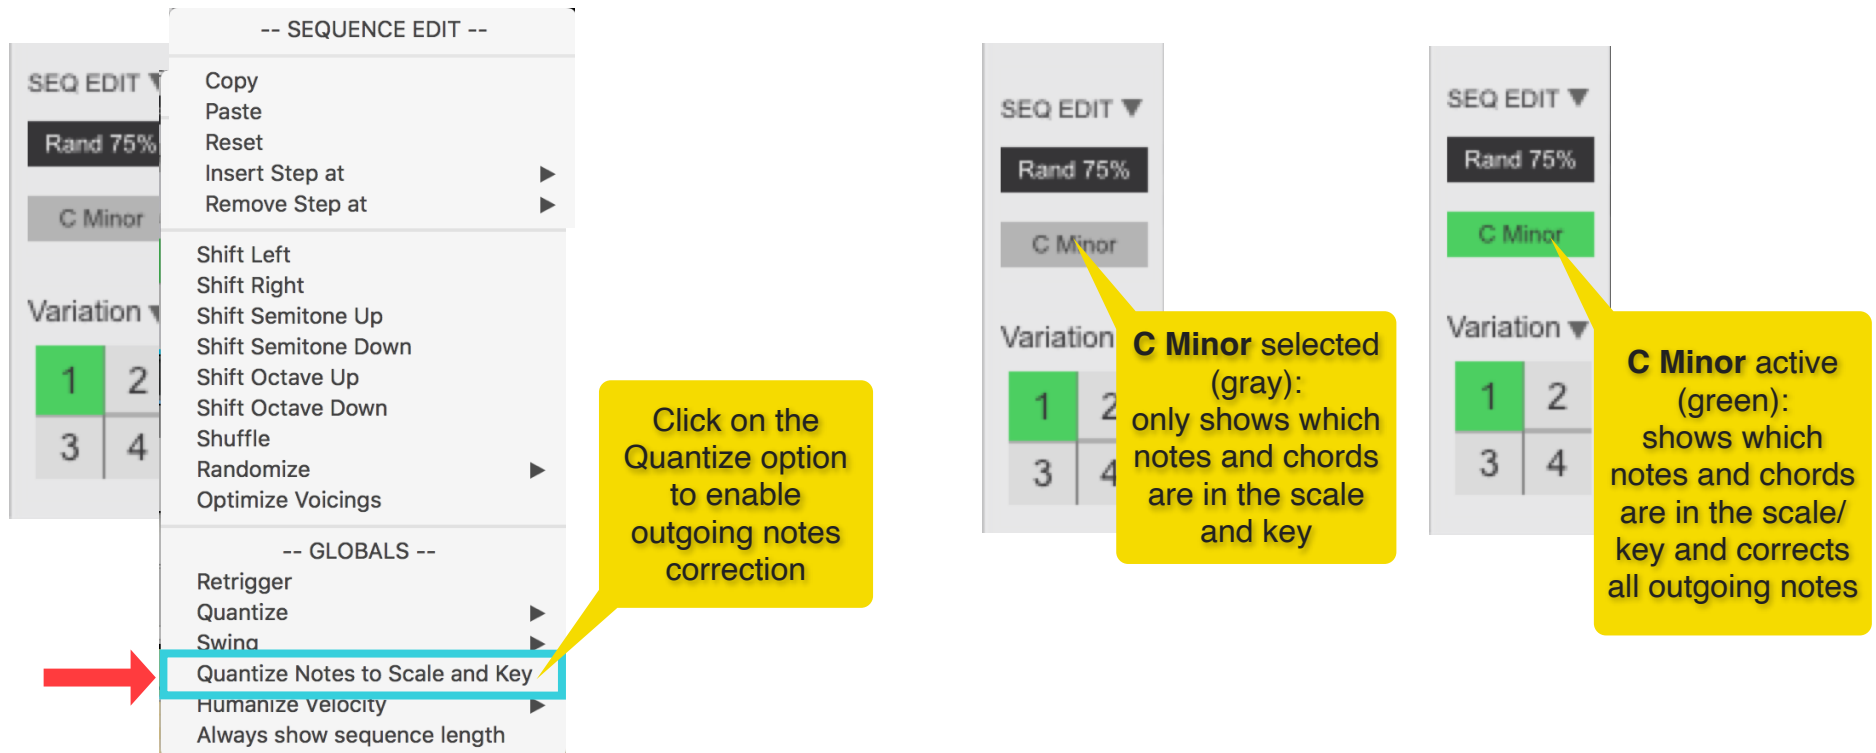 SEQ EDIT ▼
Rand 75%
C Minor
Variation ▼
1 2
3 4
-- SEQUENCE EDIT --
Copy
Paste
Reset
Insert Step at ▶
Remove Step at ▶
Shift Left
Shift Right
Shift Semitone Up
Shift Semitone Down
Shift Octave Up
Shift Octave Down
Shuffle
Randomize ▶
Optimize Voicings
-- GLOBALS --
Retrigger
Quantize ▶
Swing ▶
Quantize Notes to Scale and Key
Humanize Velocity ▶
Always show sequence length
Click on the
Quantize option
to enable
outgoing notes
correction
SEQ EDIT ▼
Rand 75%
C Minor
Variation
1 2
3 4
C Minor selected
(gray):
only shows which
notes and chords
are in the scale
and key
SEQ EDIT ▼
Rand 75%
C Minor
Variation ▼
1 2
3 4
C Minor active
(green):
shows which
notes and chords
are in the scale/
key and corrects
all outgoing notes